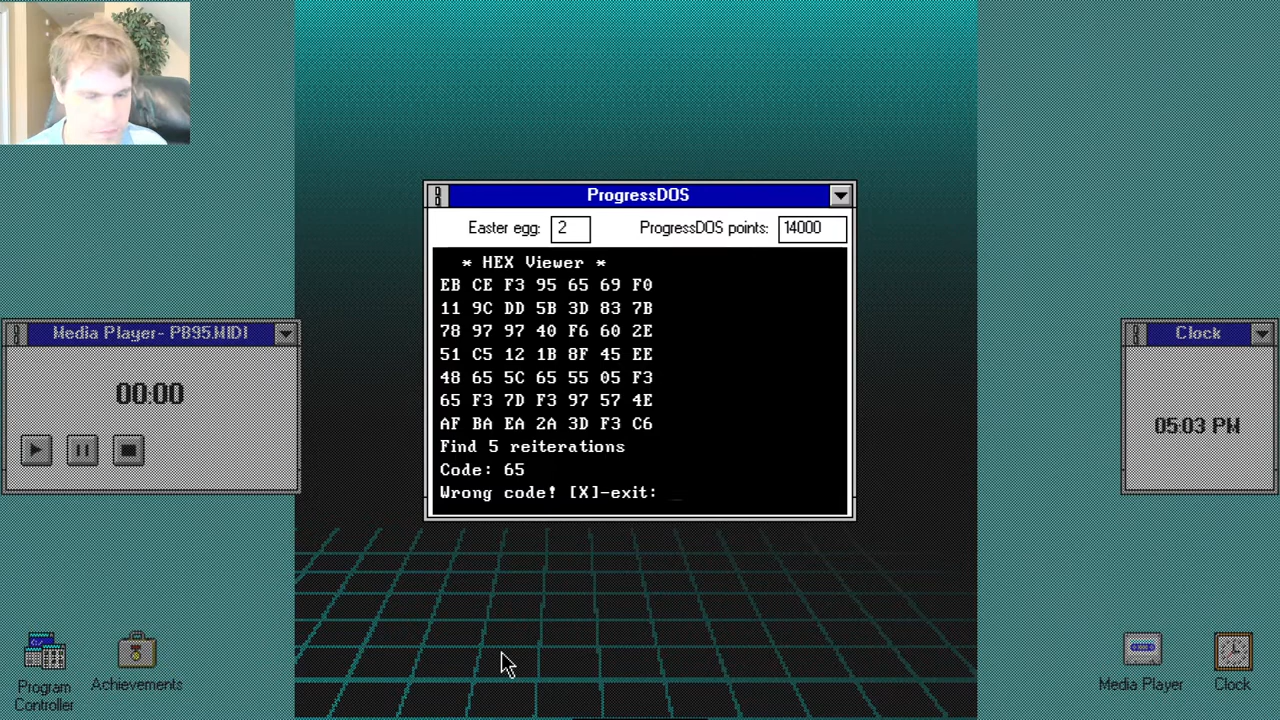 ProgressDOS
Easter egg: 2 ProgressDOS points: 14000
* HEX Viewer *
EB CE F3 95 65 69 F0
11 9C DD 5B 3D 83 7B
78 97 97 40 F6 60 2E
51 C5 12 1B 8F 45 EE
48 65 5C 65 55 05 F3
65 F3 7D F3 97 57 4E
AF BA EA 2A 3D F3 C6
Find 5 reiterations
Code: 65
Wrong code! [X]-exit: _
Media Player- PB95.MIDI
00:00
Clock
05:03 PM
Program
Controller
Achievements
Media Player
Clock